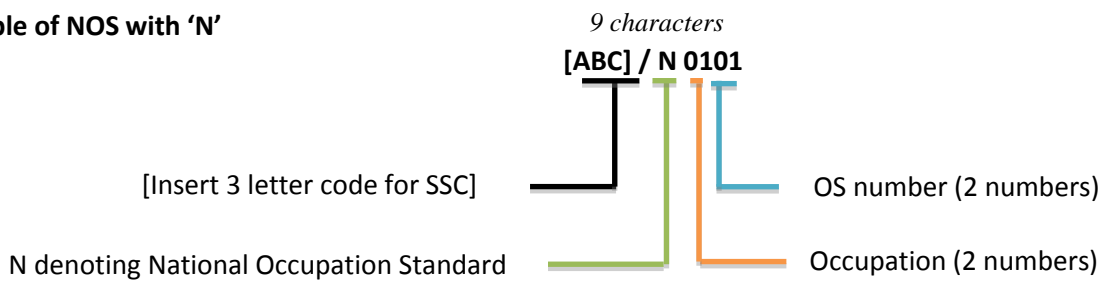 of NOS with ‘N’
9 characters
[ABC] / N 0101
[Insert 3 letter code for SSC]
OS number (2 numbers)
N denoting National Occupation Standard
Occupation (2 numbers)